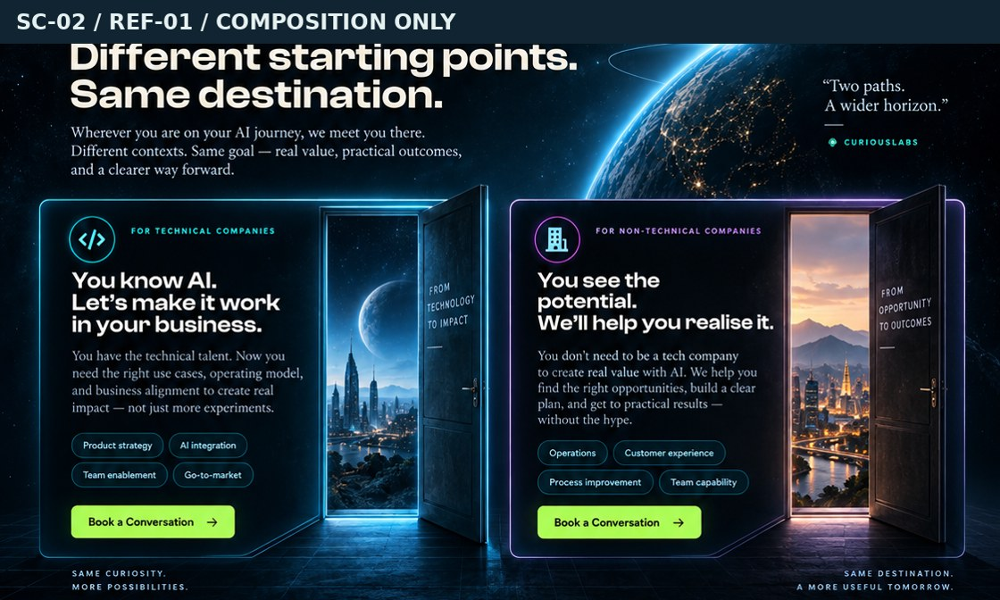 SC-02 / REF-01 / COMPOSITION ONLY
Different starting points.
Same destination.
Wherever you are on your AI journey, we meet you there.
Different contexts. Same goal — real value, practical outcomes,
and a clearer way forward.
“Two paths.
A wider horizon.”
CURIOUSLABS
FOR TECHNICAL COMPANIES
You know AI.
Let’s make it work
in your business.
You have the technical talent. Now you
need the right use cases, operating model,
and business alignment to create real
impact — not just more experiments.
Product strategy
AI integration
Team enablement
Go-to-market
Book a Conversation →
FROM
TECHNOLOGY
TO IMPACT
FOR NON-TECHNICAL COMPANIES
You see the
potential.
We’ll help you realise it.
You don’t need to be a tech company
to create real value with AI. We help you
find the right opportunities, build a clear
plan, and get to practical results —
without the hype.
Operations
Customer experience
Process improvement
Team capability
Book a Conversation →
FROM
OPPORTUNITY
TO OUTCOMES
SAME CURIOSITY.
MORE POSSIBILITIES.
SAME DESTINATION.
A MORE USEFUL TOMORROW.